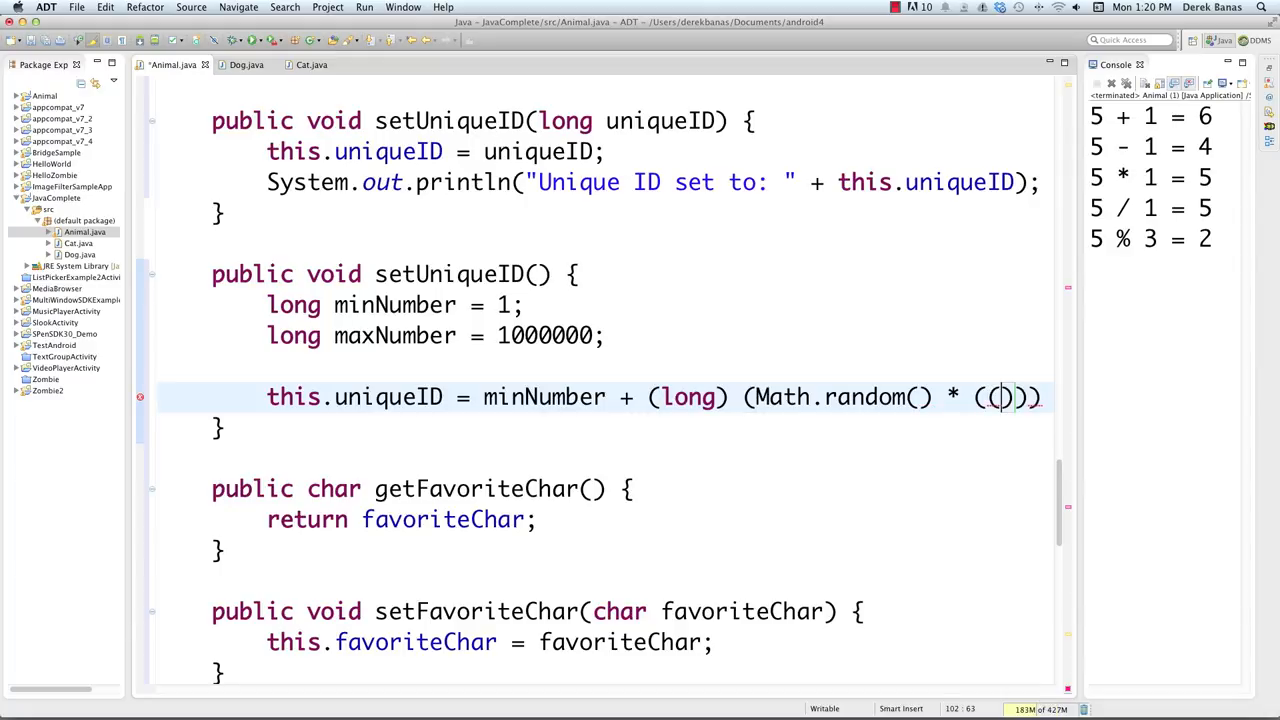 ADT File Edit Refactor Source Navigate Search Project Run Window Help
10 Mon 1:20 PM Derek Banas
Java - JavaComplete/src/Animal.java - ADT - /Users/derekbanas/Documents/android4
Quick Access Java DDMS
Package Exp
*Animal.java Dog.java Cat.java
Console
<terminated> Animal (1) [Java Application] /S
Animal
appcompat_v7
appcompat_v7_2
appcompat_v7_3
appcompat_v7_4
BridgeSample
HelloWorld
HelloZombie
ImageFilterSampleApp
JavaComplete
src
(default package)
Animal.java
Cat.java
Dog.java
JRE System Library [Ja
ListPickerExample2Activi
MediaBrowser
MultiWindowSDKExample
MusicPlayerActivity
SlookActivity
SPenSDK30_Demo
TestAndroid
TextGroupActivity
VideoPlayerActivity
Zombie
Zombie2
public void setUniqueID(long uniqueID) {
this.uniqueID = uniqueID;
System.out.println("Unique ID set to: " + this.uniqueID);
}
public void setUniqueID() {
long minNumber = 1;
long maxNumber = 1000000;
this.uniqueID = minNumber + (long) (Math.random() * (()))
}
public char getFavoriteChar() {
return favoriteChar;
}
public void setFavoriteChar(char favoriteChar) {
this.favoriteChar = favoriteChar;
}
5 + 1 = 6
5 - 1 = 4
5 * 1 = 5
5 / 1 = 5
5 % 3 = 2
Writable Smart Insert 102 : 63 183M of 427M